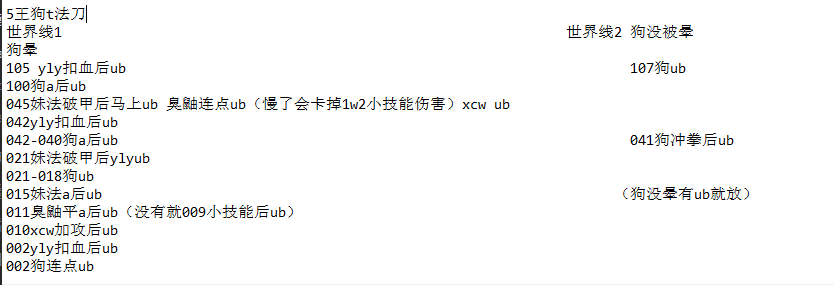 5王狗t法刀
世界线1 世界线2 狗没被晕
狗晕
105 yly扣血后ub 107狗ub
100狗a后ub
045妹法破甲后马上ub 臭鼬连点ub（慢了会卡掉1w2小技能伤害）xcw ub
042yly扣血后ub
042-040狗a后ub 041狗冲拳后ub
021妹法破甲后ylyub
021-018狗ub
015妹法a后ub （狗没晕有ub就放）
011臭鼬平a后ub（没有就009小技能后ub）
010xcw加攻后ub
002yly扣血后ub
002狗连点ub